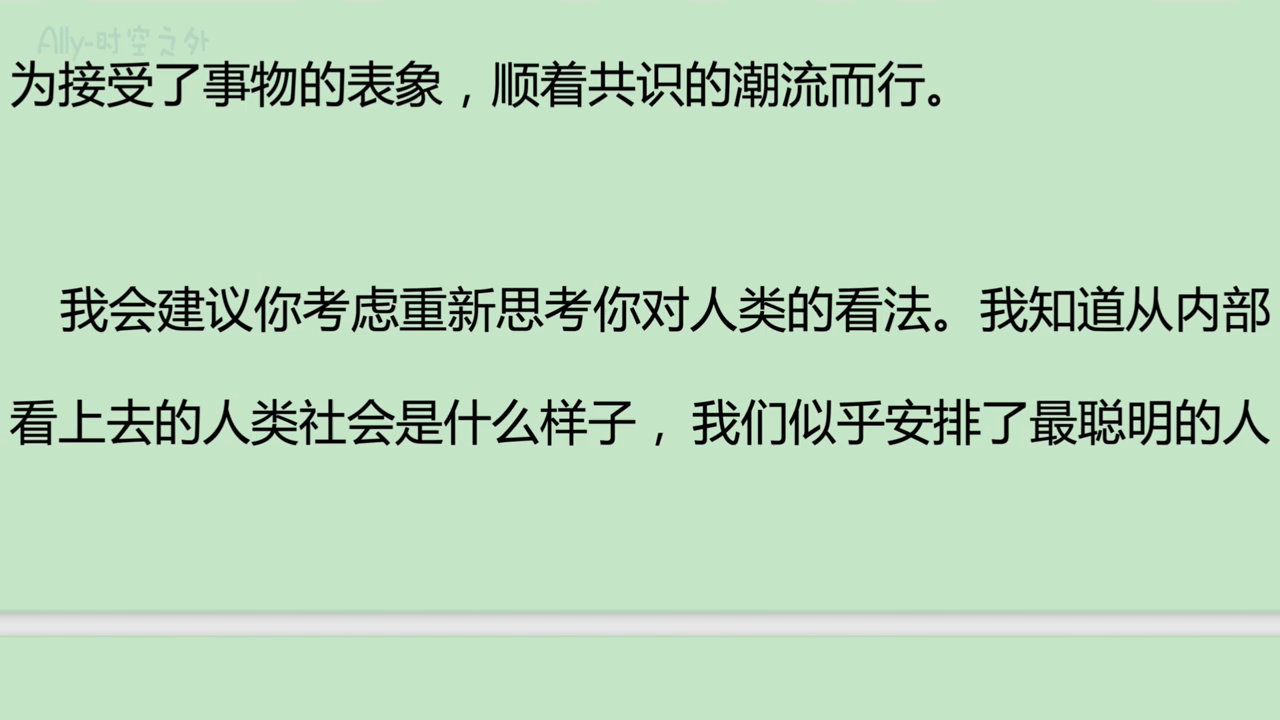 Ally-时空之外
为接受了事物的表象，顺着共识的潮流而行。
我会建议你考虑重新思考你对人类的看法。我知道从内部
看上去的人类社会是什么样子，我们似乎安排了最聪明的人